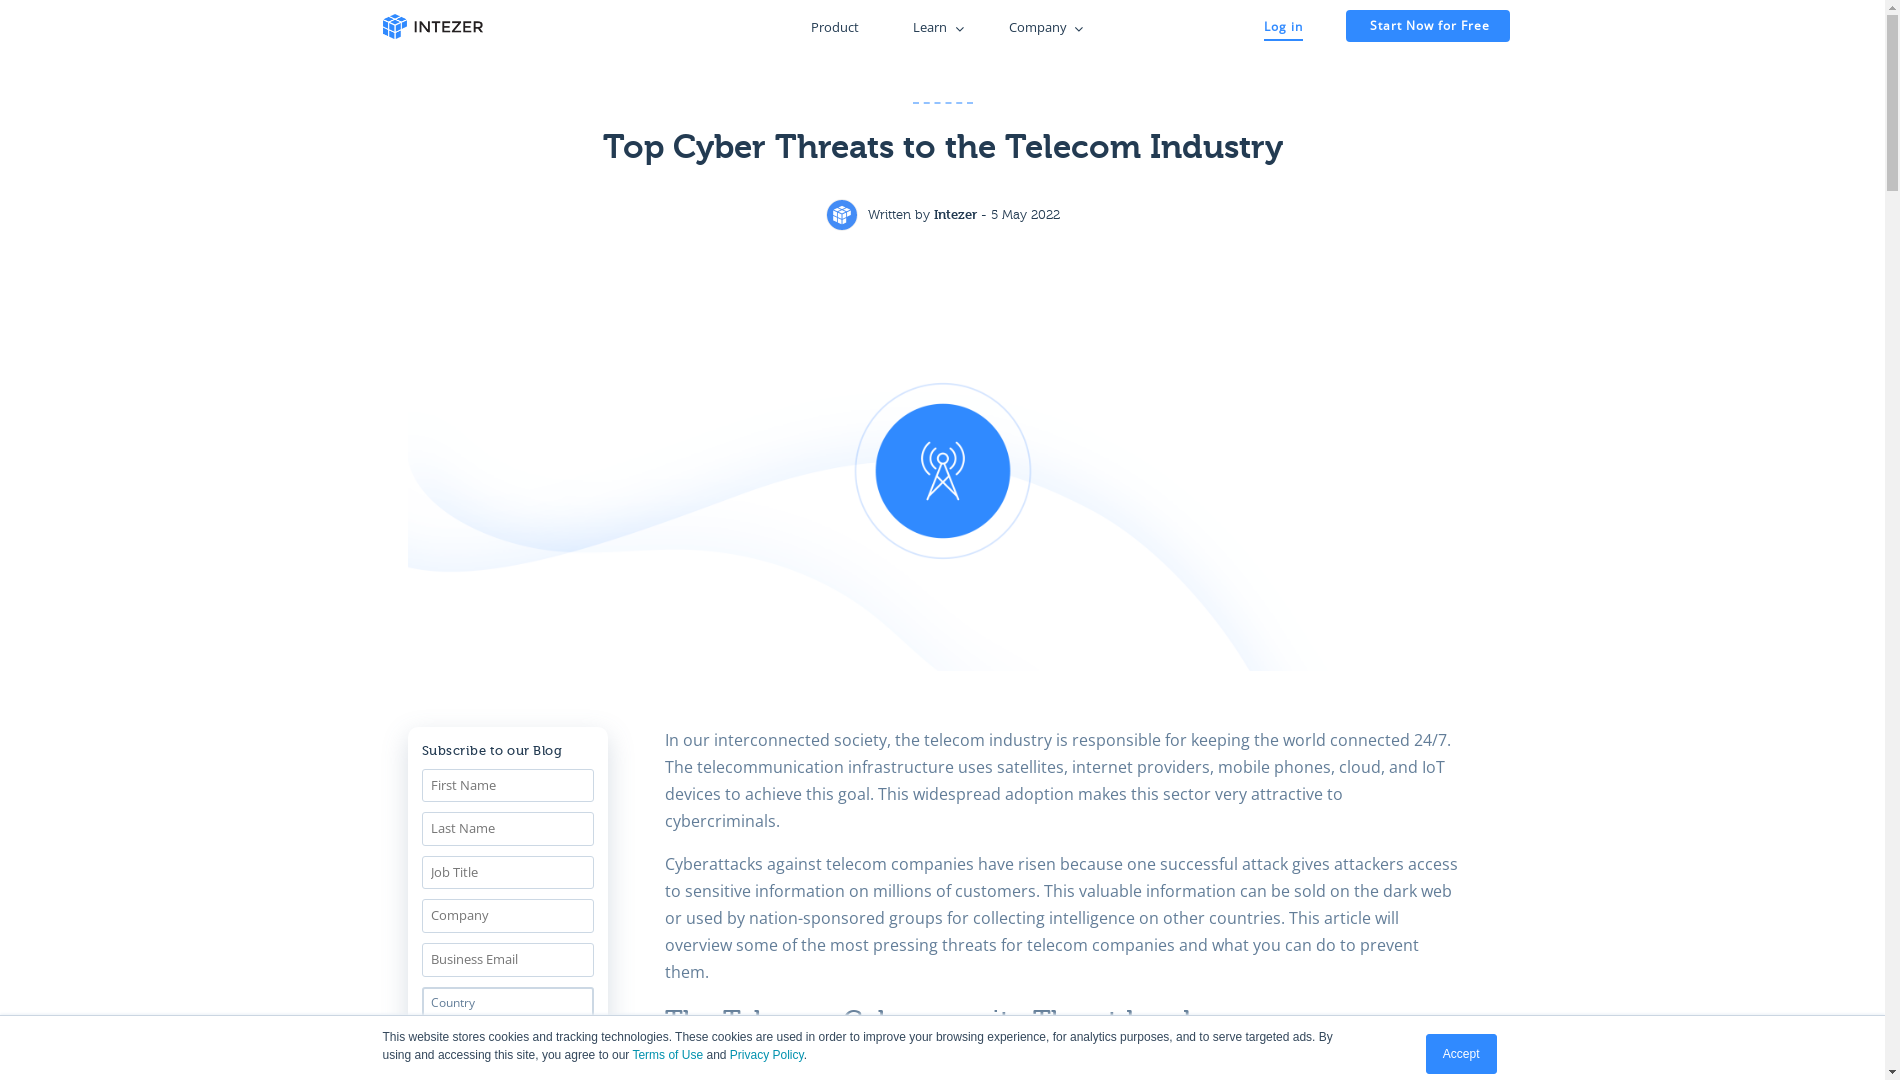 INTEZER
Product
Learn
Company
Log in
Start Now for Free
Top Cyber Threats to the Telecom Industry
Written by Intezer - 5 May 2022
Subscribe to our Blog
First Name
Last Name
Job Title
Company
Business Email
Country
In our interconnected society, the telecom industry is responsible for keeping the world connected 24/7.
The telecommunication infrastructure uses satellites, internet providers, mobile phones, cloud, and IoT
devices to achieve this goal. This widespread adoption makes this sector very attractive to
cybercriminals.
Cyberattacks against telecom companies have risen because one successful attack gives attackers access
to sensitive information on millions of customers. This valuable information can be sold on the dark web
or used by nation-sponsored groups for collecting intelligence on other countries. This article will
overview some of the most pressing threats for telecom companies and what you can do to prevent
them.
This website stores cookies and tracking technologies. These cookies are used in order to improve your browsing experience, for analytics purposes, and to serve targeted ads. By
using and accessing this site, you agree to our Terms of Use and Privacy Policy.
Accept